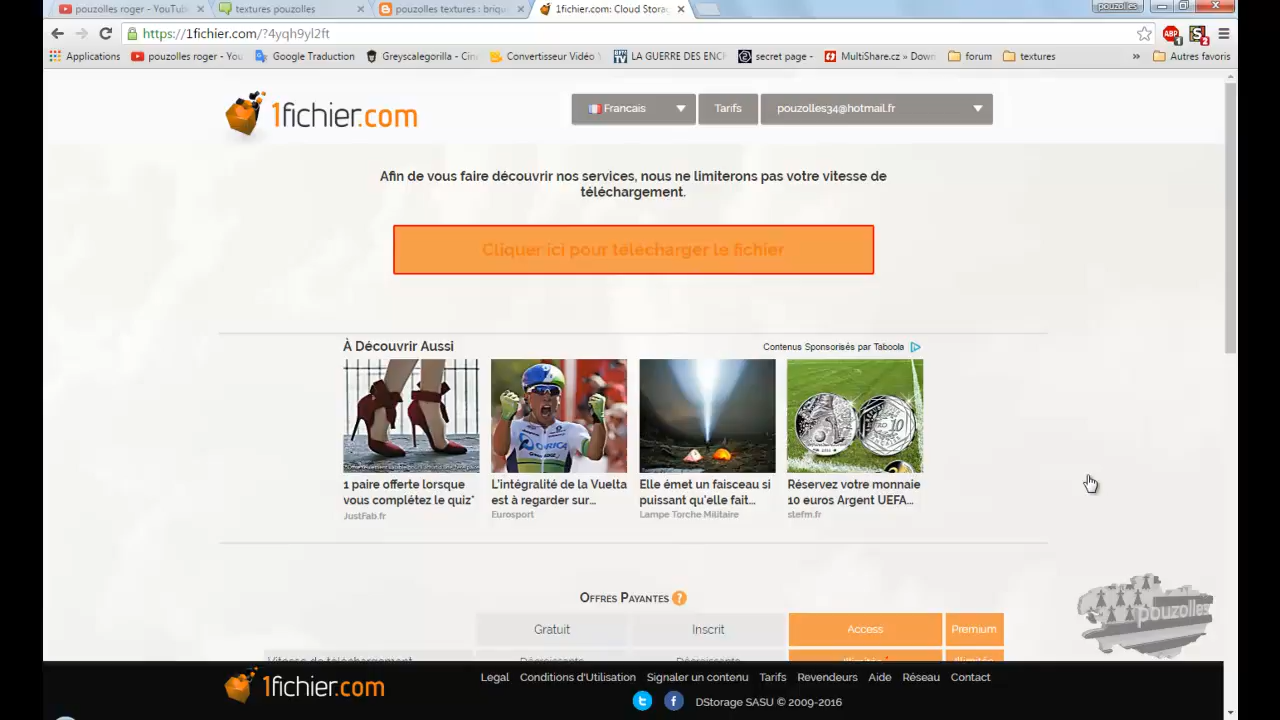 pouzolles roger - YouTub
textures pouzolles
pouzolles textures : briqu
1fichier.com: Cloud Storag
pouzolles
https://1fichier.com/?4yqh9yl2ft
Applications
pouzolles roger - You
Google Traduction
Greyscalegorilla - Cin
Convertisseur Vidéo
LA GUERRE DES ENC
secret page -
MultiShare.cz » Down
forum
textures
»
Autres favoris
1fichier.com
Francais
Tarifs
pouzolles34@hotmail.fr
Afin de vous faire découvrir nos services, nous ne limiterons pas votre vitesse de
téléchargement.
Cliquer ici pour télécharger le fichier
À Découvrir Aussi
Contenus Sponsorisés par Taboola
1 paire offerte lorsque
vous complétez le quiz*
JustFab.fr
L'intégralité de la Vuelta
est à regarder sur...
Eurosport
Elle émet un faisceau si
puissant qu'elle fait...
Lampe Torche Militaire
Réservez votre monnaie
10 euros Argent UEFA...
stefm.fr
Offres Payantes ?
Gratuit
Inscrit
Access
Premium
Vitesse de téléchargement
Décroissante
Décroissante
pouzolles
1fichier.com
Legal
Conditions d'Utilisation
Signaler un contenu
Tarifs
Revendeurs
Aide
Réseau
Contact
DStorage SASU © 2009-2016